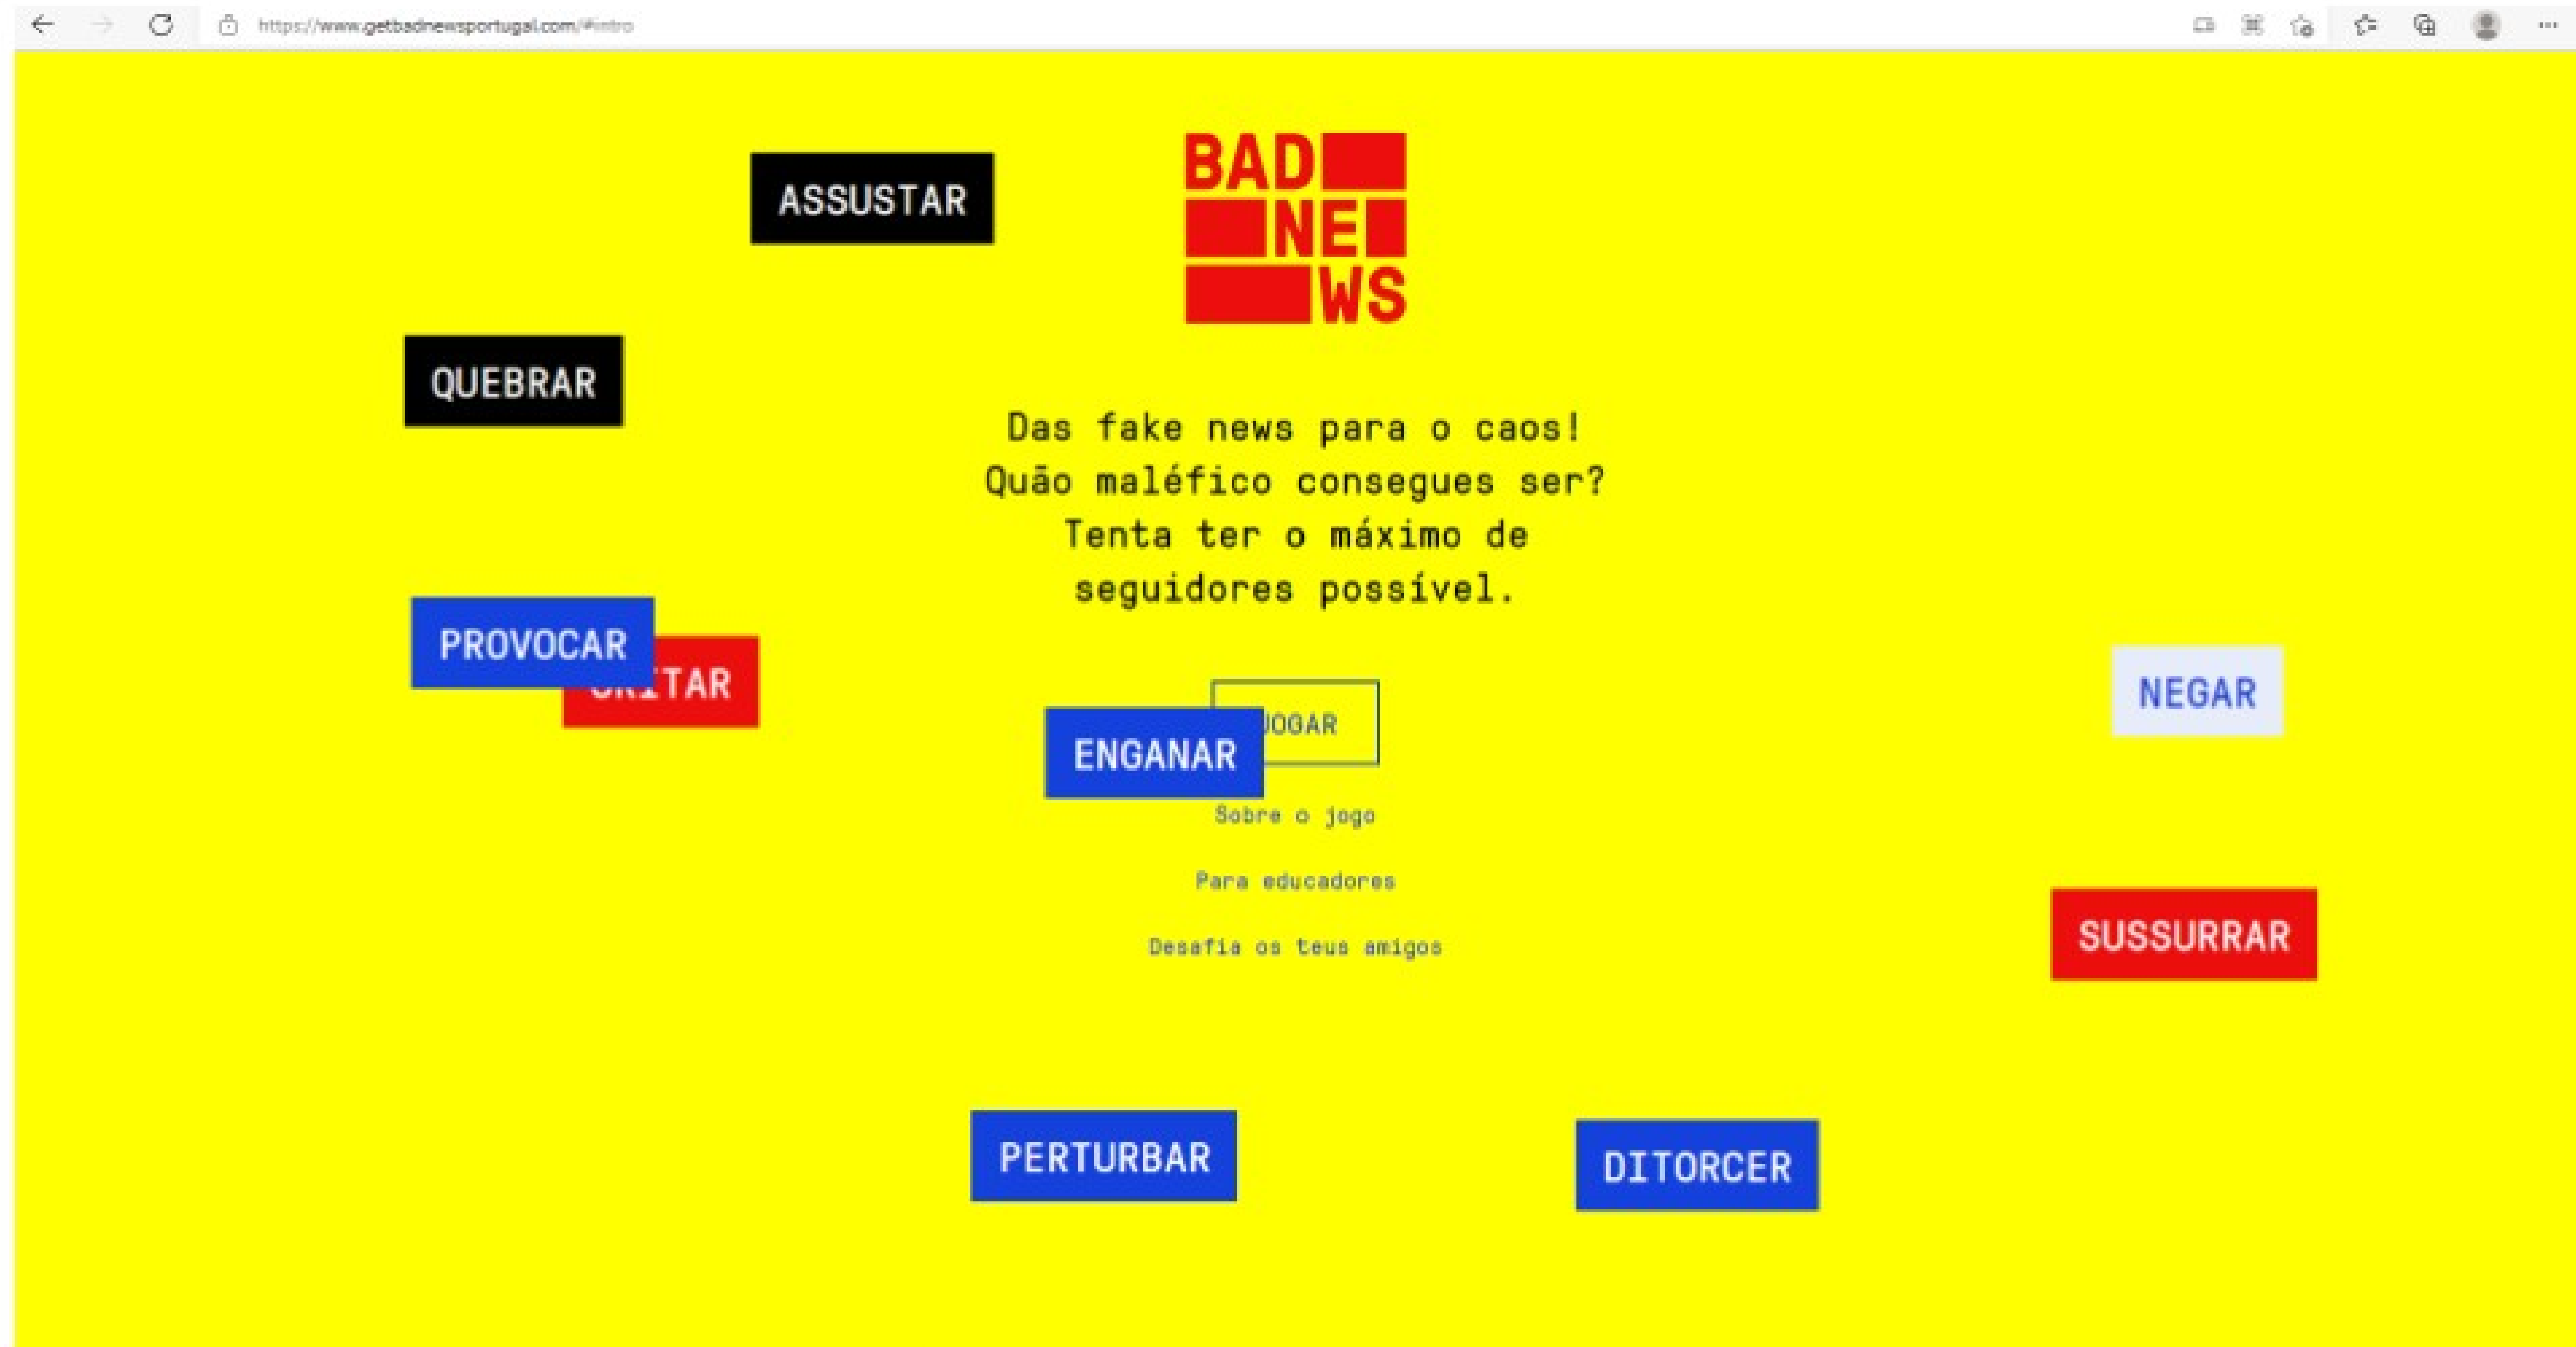 https://www.getbadnewsportugal.com/#intro
BAD
NE
WS
ASSUSTAR
QUEBRAR
Das fake news para o caos!
Quão maléfico consegues ser?
Tenta ter o máximo de
seguidores possível.
PROVOCAR
NEGAR
JOGAR
ENGANAR
Sobre o jogo
Para educadores
SUSSURRAR
Desafia os teus amigos
PERTURBAR
DITORCER